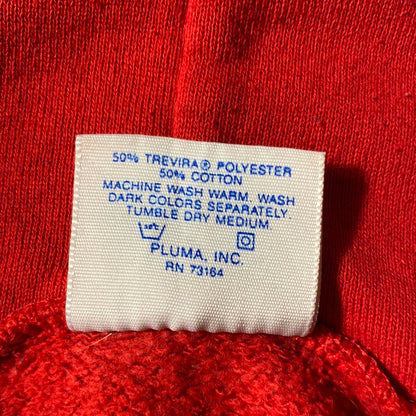 50% TREVIRA® POLYESTER
50% COTTON
MACHINE WASH WARM, WASH
DARK COLORS SEPARATELY
TUMBLE DRY MEDIUM
PLUMA, INC.
RN 73164